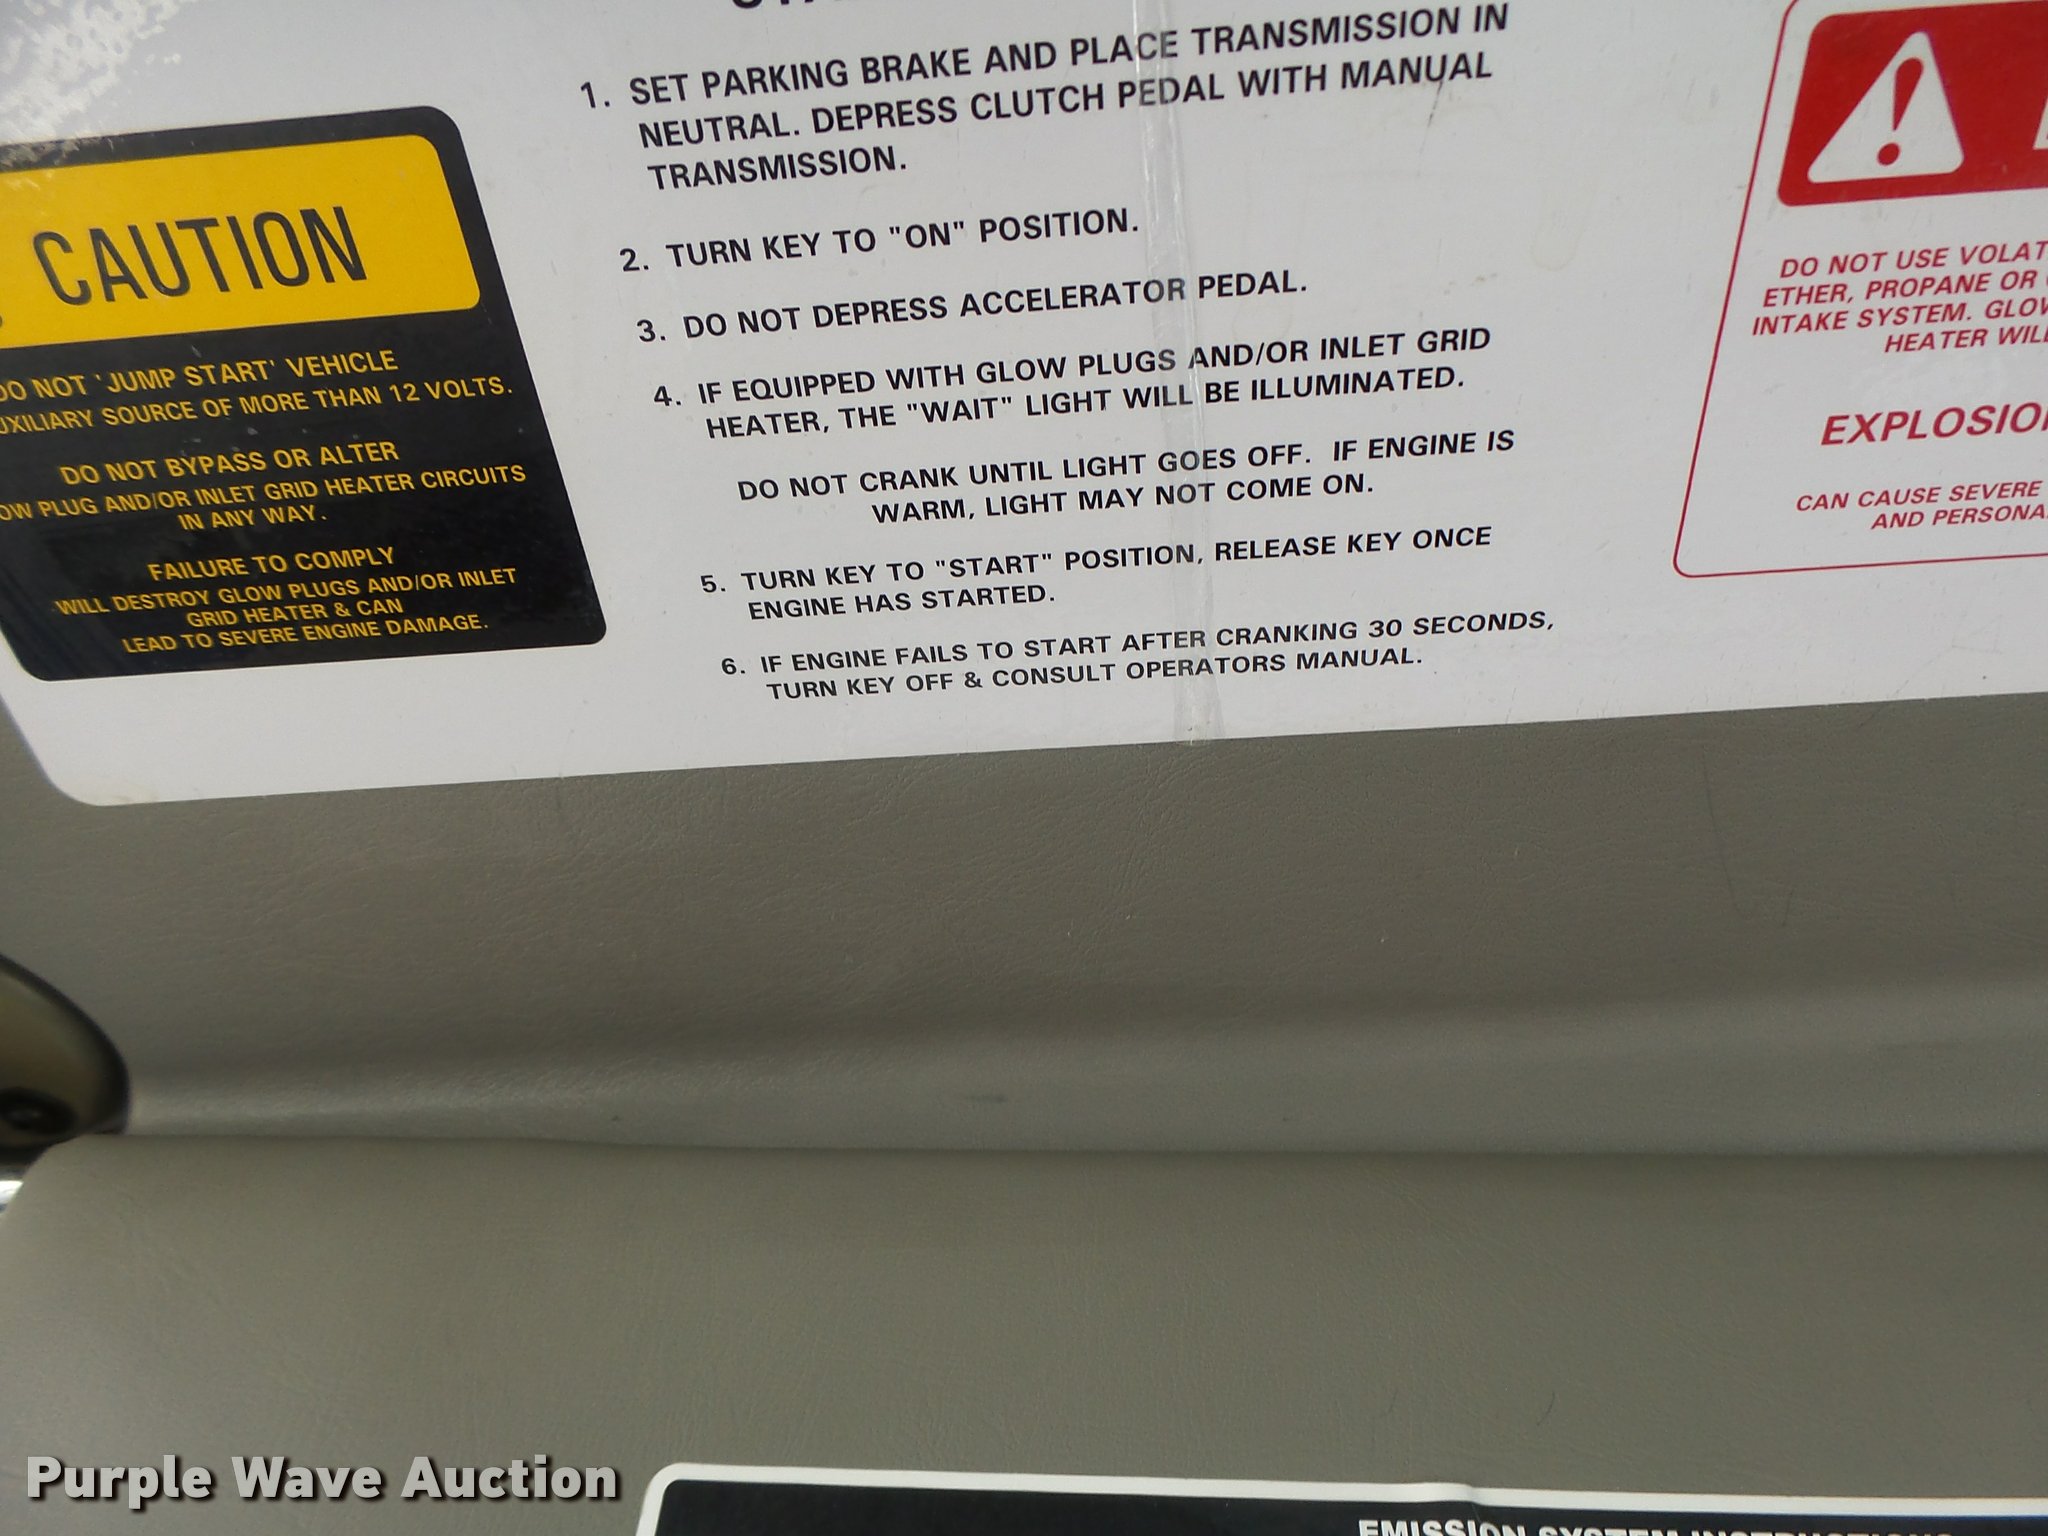 CAUTION
DO NOT 'JUMP START' VEHICLE
SOURCE OF MORE THAN 12 VOLTS.
DO NOT BYPASS OR ALTER
PLUG AND/OR INLET GRID HEATER CIRCUITS
IN ANY WAY.
FAILURE TO COMPLY
WILL DESTROY GLOW PLUGS AND/OR INLET
GRID HEATER & CAN
LEAD TO SEVERE ENGINE DAMAGE.
1. SET PARKING BRAKE AND PLACE TRANSMISSION IN
NEUTRAL. DEPRESS CLUTCH PEDAL WITH MANUAL
TRANSMISSION.
2. TURN KEY TO "ON" POSITION.
3. DO NOT DEPRESS ACCELERATOR PEDAL.
4. IF EQUIPPED WITH GLOW PLUGS AND/OR INLET GRID
HEATER, THE "WAIT" LIGHT WILL BE ILLUMINATED.
DO NOT CRANK UNTIL LIGHT GOES OFF. IF ENGINE IS
WARM, LIGHT MAY NOT COME ON.
5. TURN KEY TO "START" POSITION, RELEASE KEY ONCE
ENGINE HAS STARTED.
6. IF ENGINE FAILS TO START AFTER CRANKING 30 SECONDS,
TURN KEY OFF & CONSULT OPERATORS MANUAL.
DO NOT USE
ETHER, PROPANE OR
INTAKE SYSTEM.
HEATER
CAN CAUSE SEVERE
AND
Purple Wave Auction
EMISSION SYSTEM INSTRUCTIONS